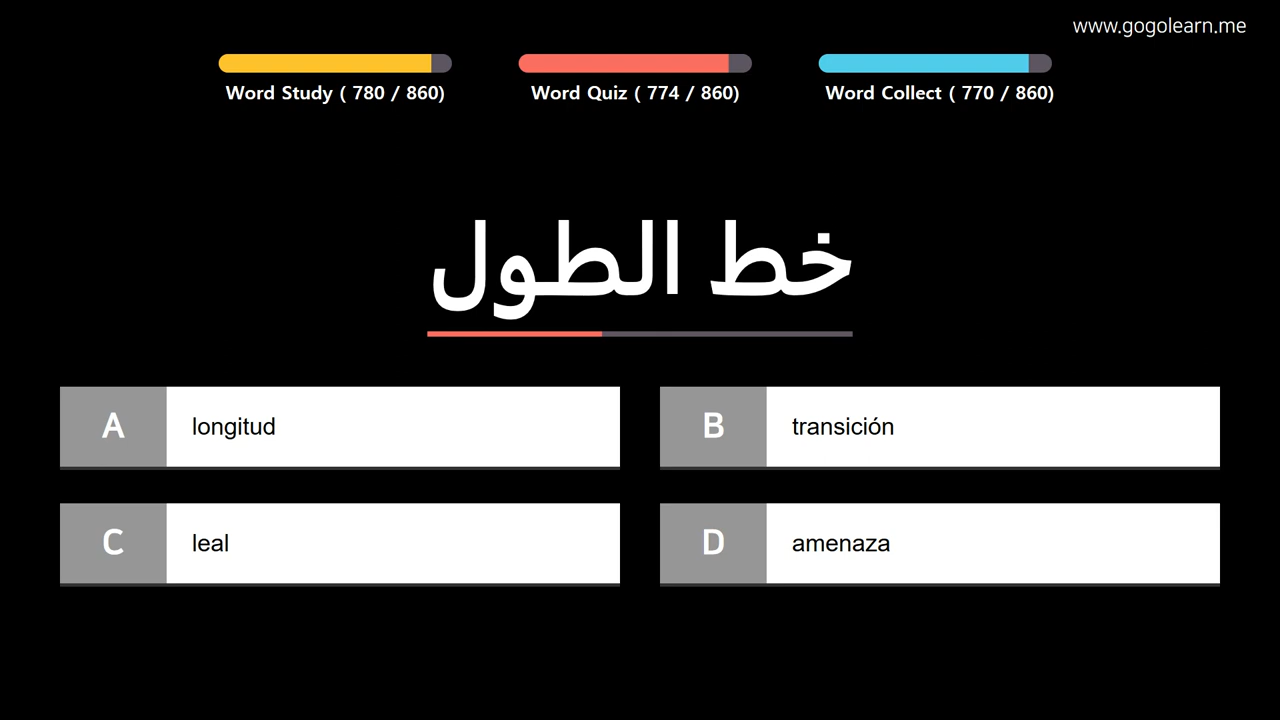 www.gogolearn.me
Word Study ( 780 / 860)
Word Quiz ( 774 / 860)
Word Collect ( 770 / 860)
خط الطول
A longitud
B transición
C leal
D amenaza